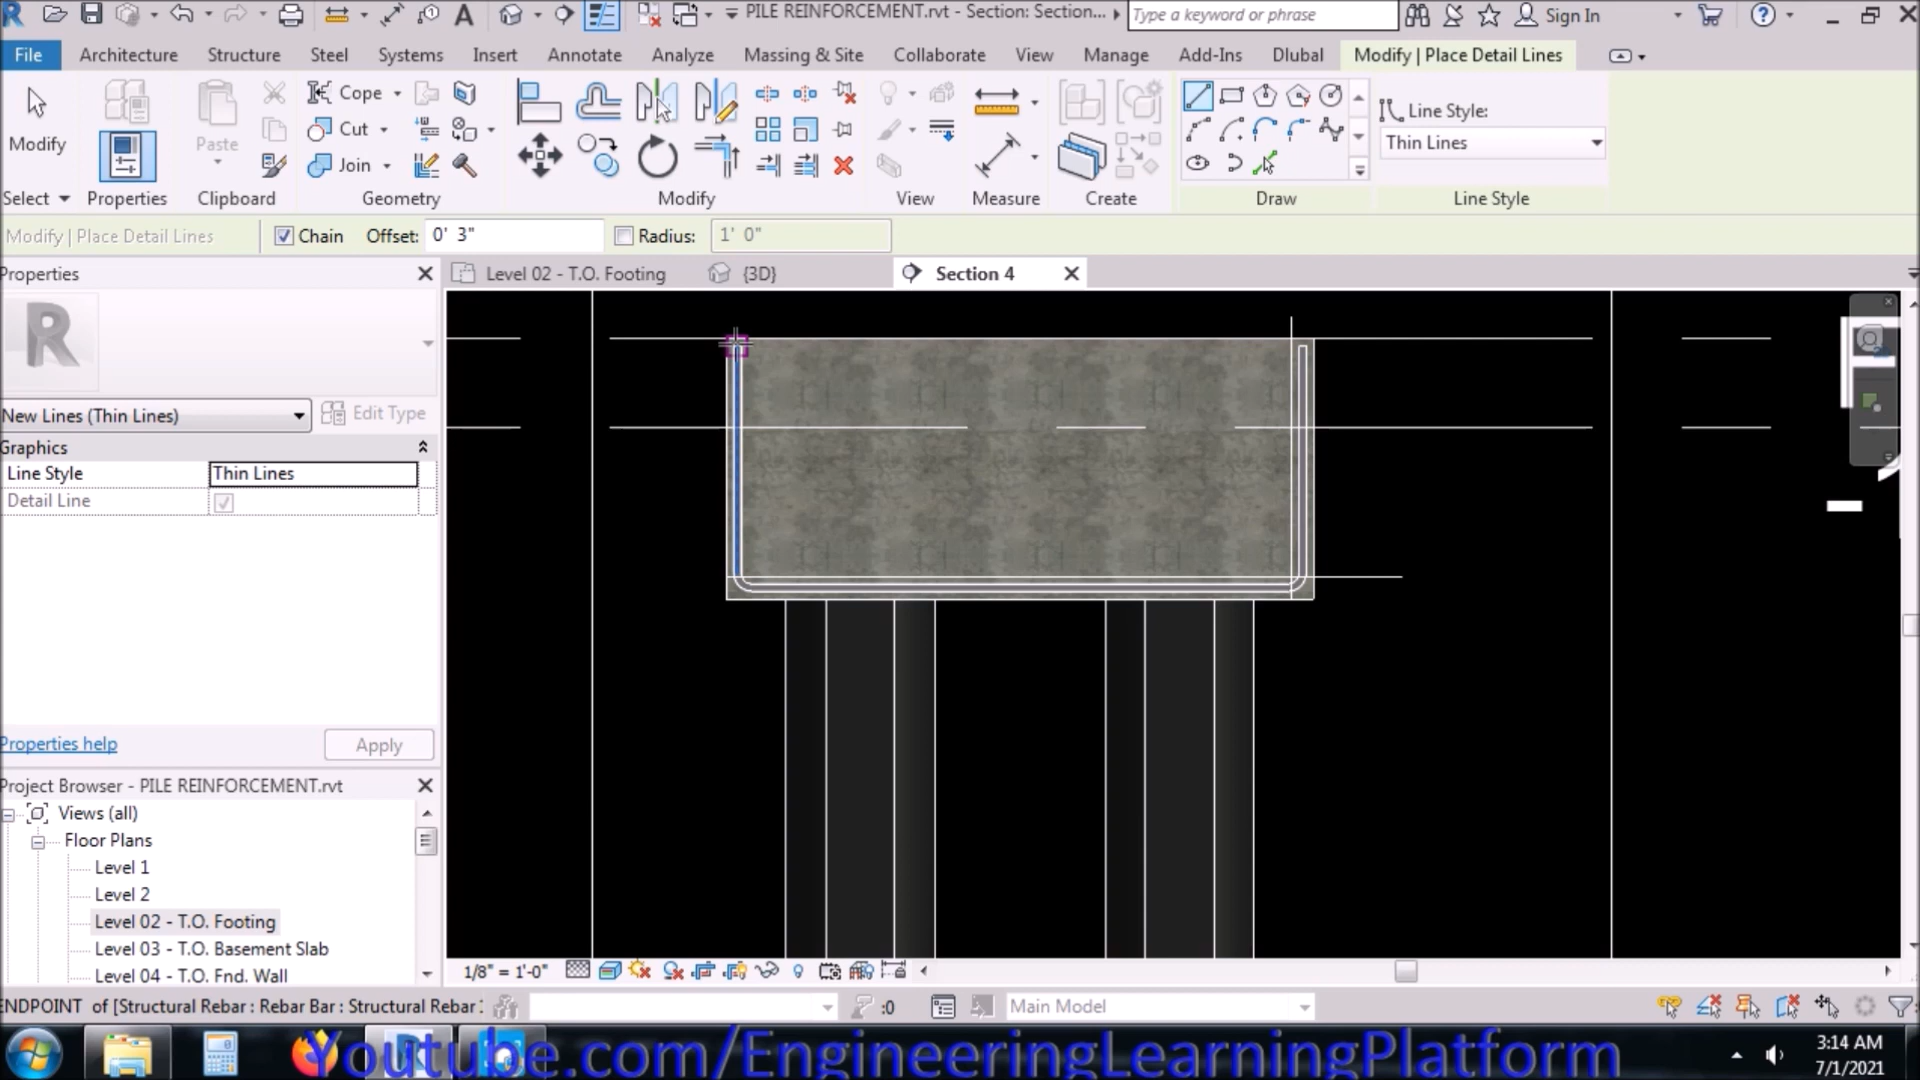 PILE REINFORCEMENT.rvt - Section: Section...
Type a keyword or phrase
Sign In
File Architecture Structure Steel Systems Insert Annotate Analyze Massing & Site Collaborate View Manage Add-Ins Dlubal Modify | Place Detail Lines
Modify
Paste
Cope
Cut
Join
Line Style:
Thin Lines
Select Properties Clipboard Geometry Modify View Measure Create Draw Line Style
Modify | Place Detail Lines Chain Offset: 0' 3" Radius: 1' 0"
Properties
Level 02 - T.O. Footing {3D} Section 4
New Lines (Thin Lines) Edit Type
Graphics
Line Style Thin Lines
Detail Line
Properties help Apply
Project Browser - PILE REINFORCEMENT.rvt
Views (all)
Floor Plans
Level 1
Level 2
Level 02 - T.O. Footing
Level 03 - T.O. Basement Slab
Level 04 - T.O. Fnd. Wall
1/8" = 1'-0"
ENDPOINT of [Structural Rebar : Rebar Bar : Structural Rebar 1
:0
Main Model
Youtube.com/EngineeringLearningPlatform
3:14 AM
7/1/2021